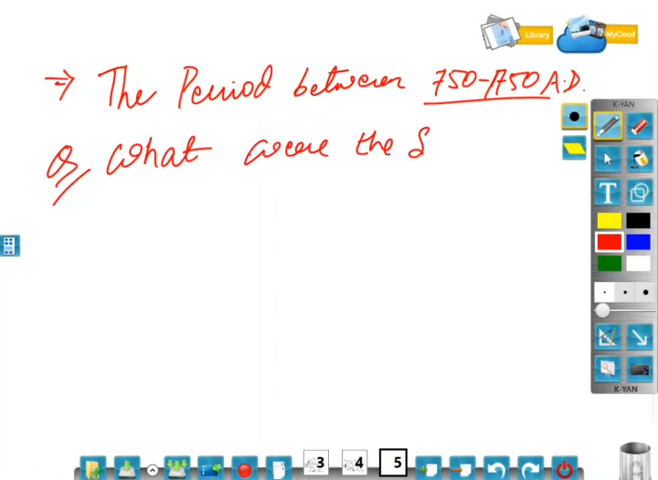 Library
MyCloud
→ The Period between 750-1750 A.D.
Q What were the S
K-YAN
T
K-YAN
3 4 5